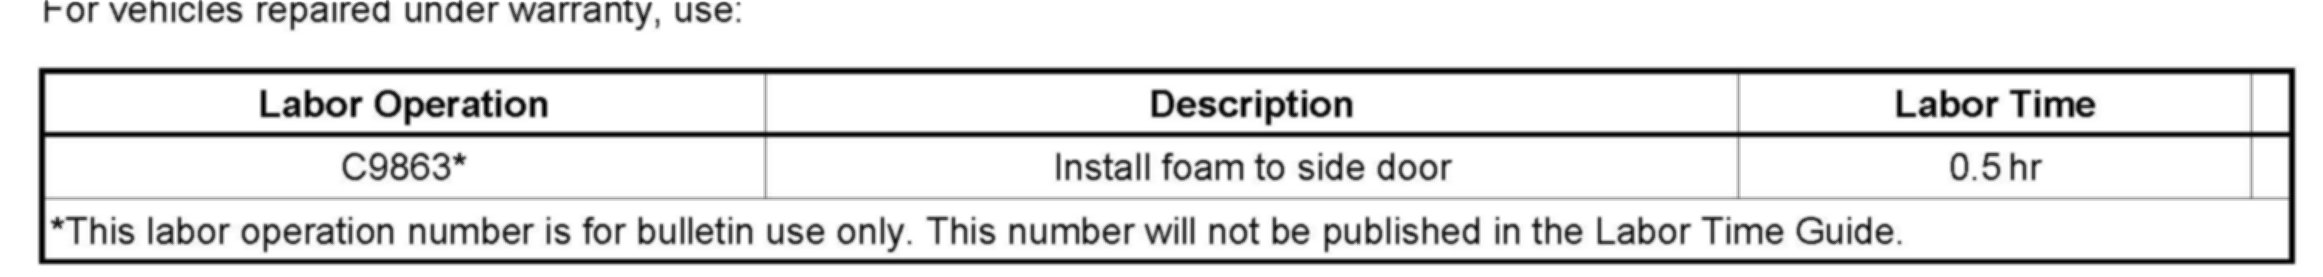 For vehicles repaired under warranty, use:
Labor Operation Description Labor Time
C9863* Install foam to side door 0.5 hr
*This labor operation number is for bulletin use only. This number will not be published in the Labor Time Guide.